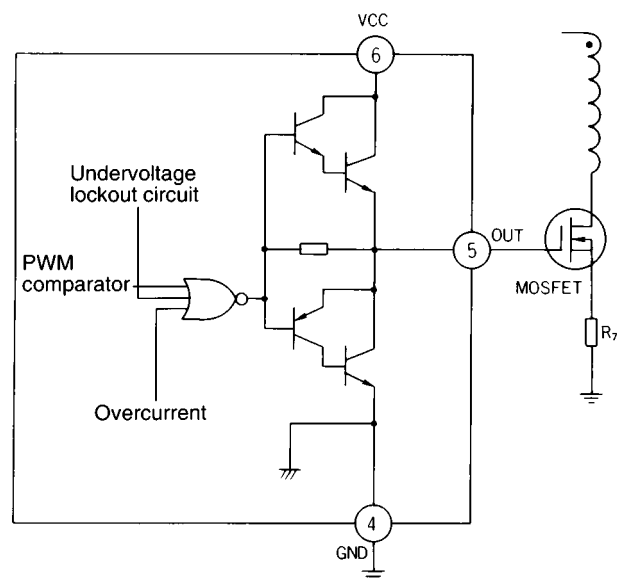 VCC
6
Undervoltage
lockout circuit
PWM
comparator
Overcurrent
5
OUT
MOSFET
R7
4
GND